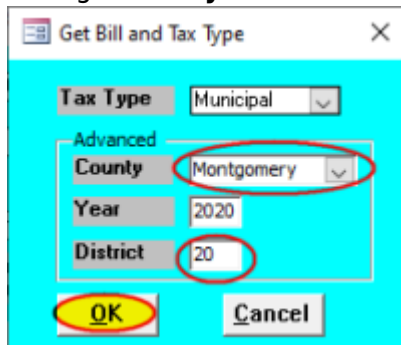 Get Bill and Tax Type
Tax Type Municipal
Advanced
County Montgomery
Year 2020
District 20
OK Cancel